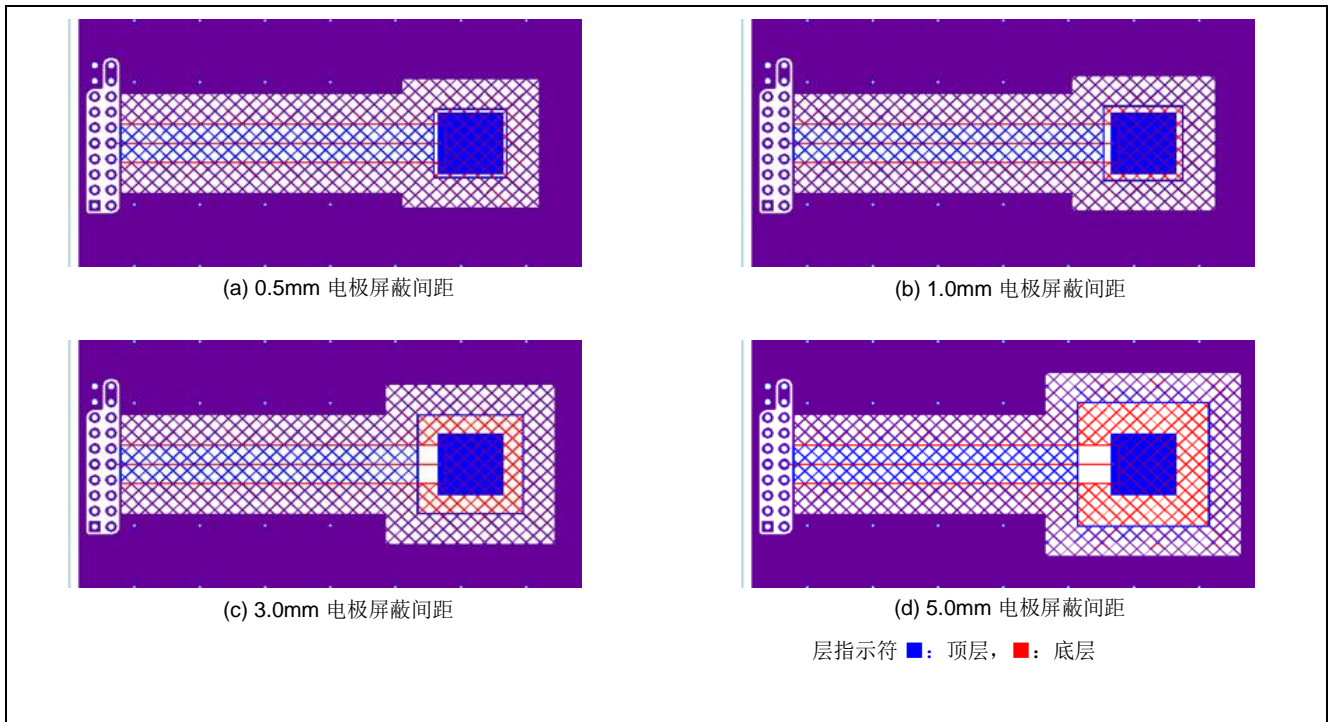 (a) 0.5mm 电极屏蔽间距
(b) 1.0mm 电极屏蔽间距
(c) 3.0mm 电极屏蔽间距
(d) 5.0mm 电极屏蔽间距
层指示符 ■：顶层，■：底层